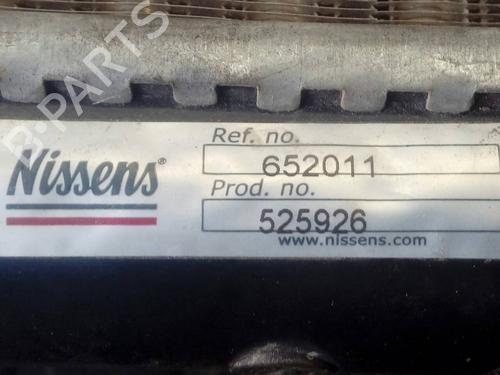 B-PARTS
Nissens®
Ref. no.
652011
Prod. no.
525926
www.nissens.com